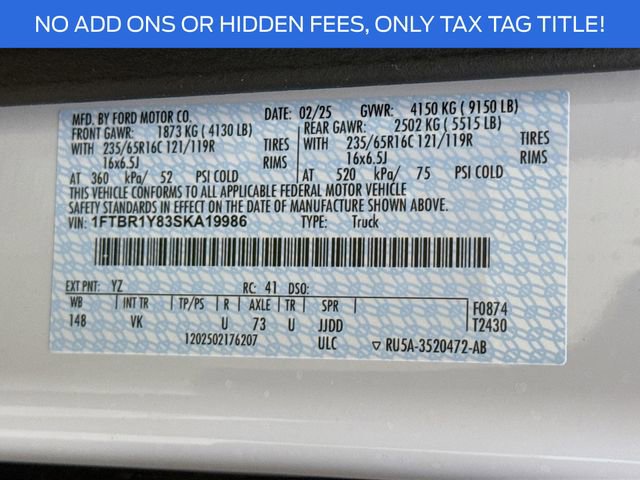 NO ADD ONS OR HIDDEN FEES, ONLY TAX TAG TITLE!
MFD. BY FORD MOTOR CO. DATE: 02/25 GVWR: 4150 KG ( 9150 LB)
FRONT GAWR: 1873 KG ( 4130 LB) REAR GAWR: 2502 KG ( 5515 LB)
WITH 235/65R16C 121/119R TIRES WITH 235/65R16C 121/119R TIRES
16x6.5J RIMS 16x6.5J RIMS
AT 360 kPa/ 52 PSI COLD AT 520 kPa/ 75 PSI COLD
THIS VEHICLE CONFORMS TO ALL APPLICABLE FEDERAL MOTOR VEHICLE
SAFETY STANDARDS IN EFFECT ON THE DATE OF MANUFACTURE SHOWN ABOVE.
VIN: 1FTBR1Y83SKA19986 TYPE: Truck
EXT PNT: YZ RC: 41 DSO:
WB INT TR TP/PS R AXLE TR SPR F0874
148 VK U 73 U JJDD T2430
1202502176207 ULC ▽ RU5A-3520472-AB